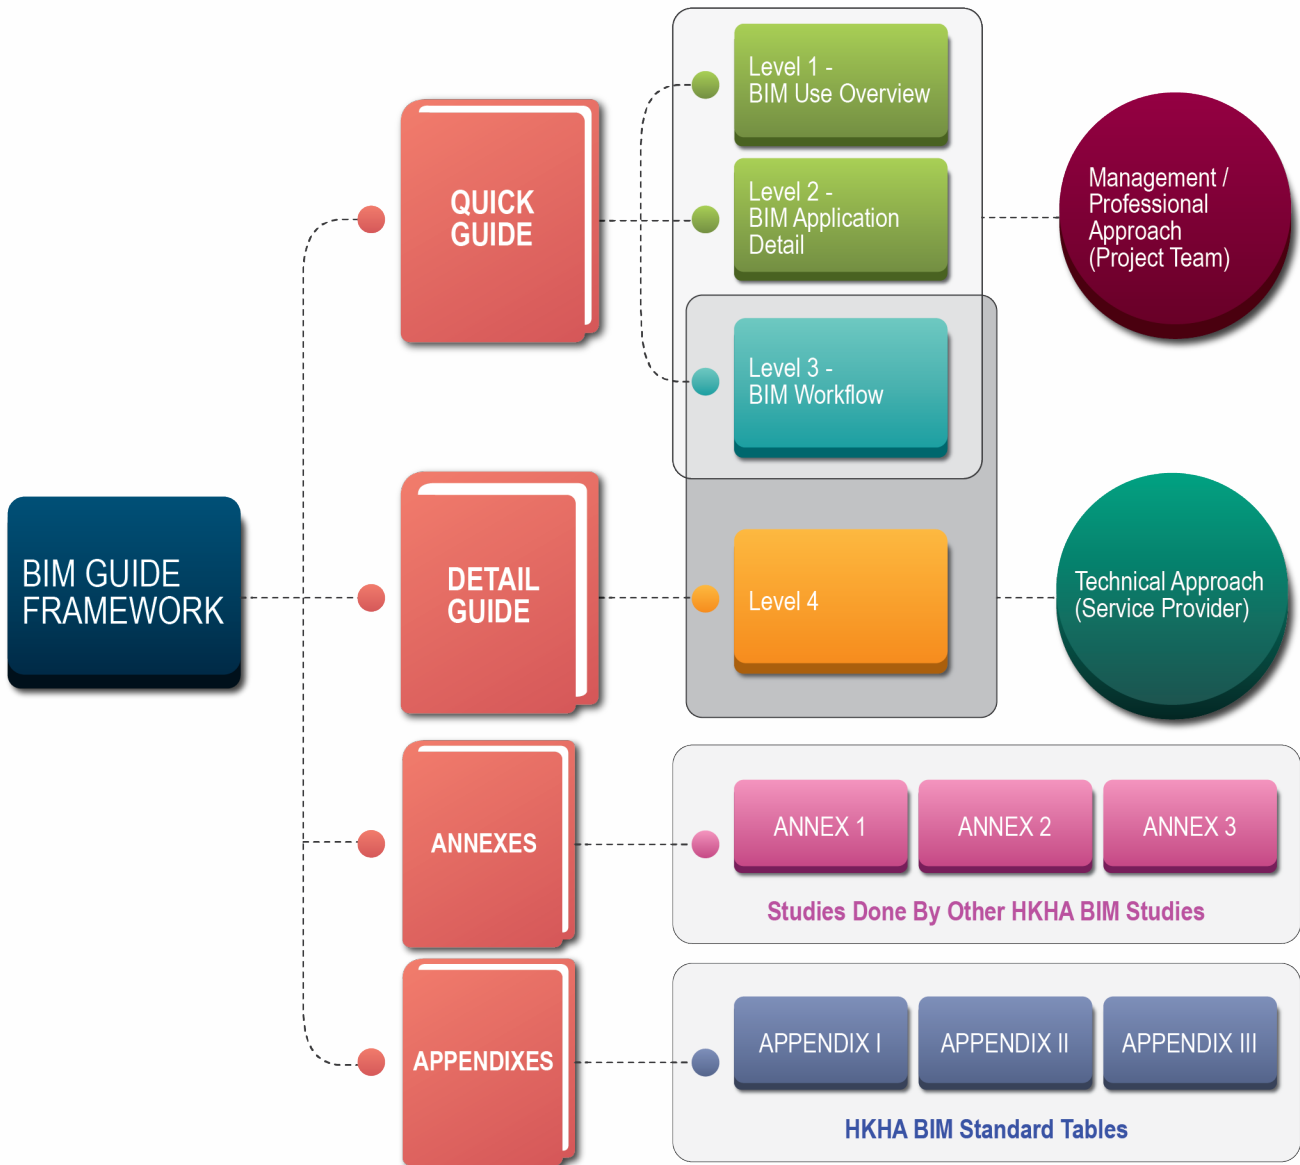 BIM GUIDE
FRAMEWORK
QUICK
GUIDE
Level 1 -
BIM Use Overview
Level 2 -
BIM Application
Detail
Level 3 -
BIM Workflow
Management /
Professional
Approach
(Project Team)
DETAIL
GUIDE
Level 4
Technical Approach
(Service Provider)
ANNEXES
ANNEX 1
ANNEX 2
ANNEX 3
Studies Done By Other HKHA BIM Studies
APPENDIXES
APPENDIX I
APPENDIX II
APPENDIX III
HKHA BIM Standard Tables